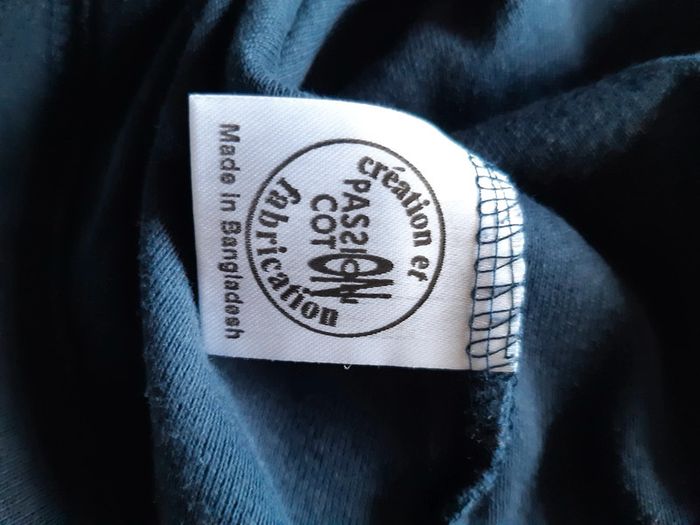 création et
PASSION
COTON
fabrication
Made in Bangladesh